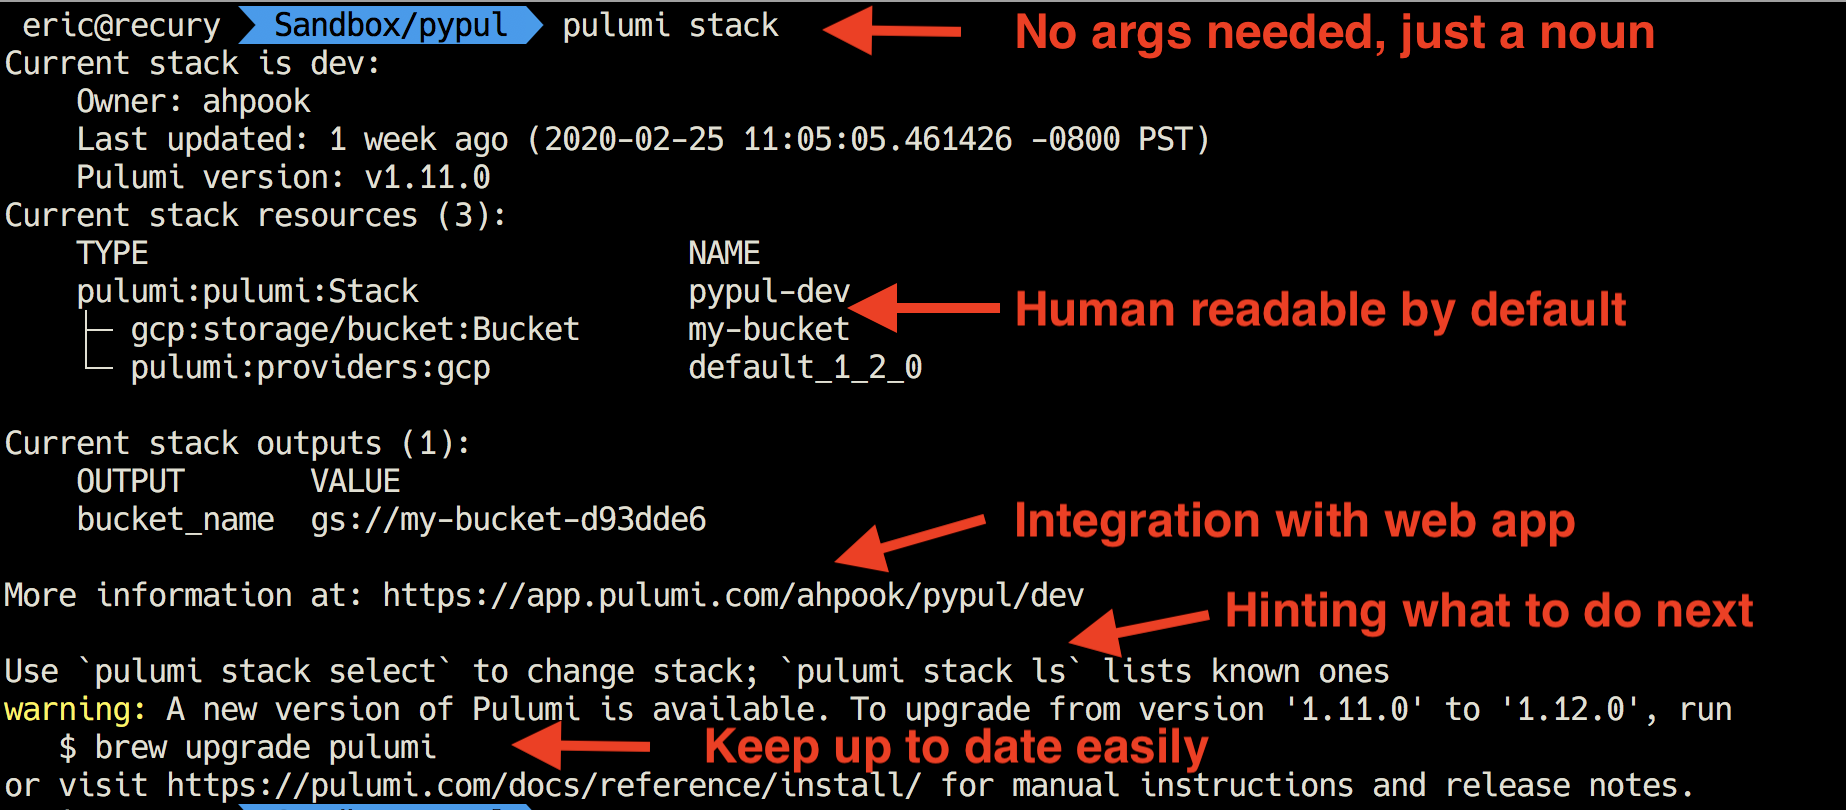 eric@recury Sandbox/pypul pulumi stack No args needed, just a noun
Current stack is dev:
Owner: ahpook
Last updated: 1 week ago (2020-02-25 11:05:05.461426 -0800 PST)
Pulumi version: v1.11.0
Current stack resources (3):
TYPE NAME
pulumi:pulumi:Stack pypul-dev
Human readable by default
├─ gcp:storage/bucket:Bucket my-bucket
└─ pulumi:providers:gcp default_1_2_0
Current stack outputs (1):
OUTPUT VALUE
bucket_name gs://my-bucket-d93dde6
Integration with web app
More information at: https://app.pulumi.com/ahpook/pypul/dev
Hinting what to do next
Use `pulumi stack select` to change stack; `pulumi stack ls` lists known ones
warning: A new version of Pulumi is available. To upgrade from version '1.11.0' to '1.12.0', run
$ brew upgrade pulumi Keep up to date easily
or visit https://pulumi.com/docs/reference/install/ for manual instructions and release notes.